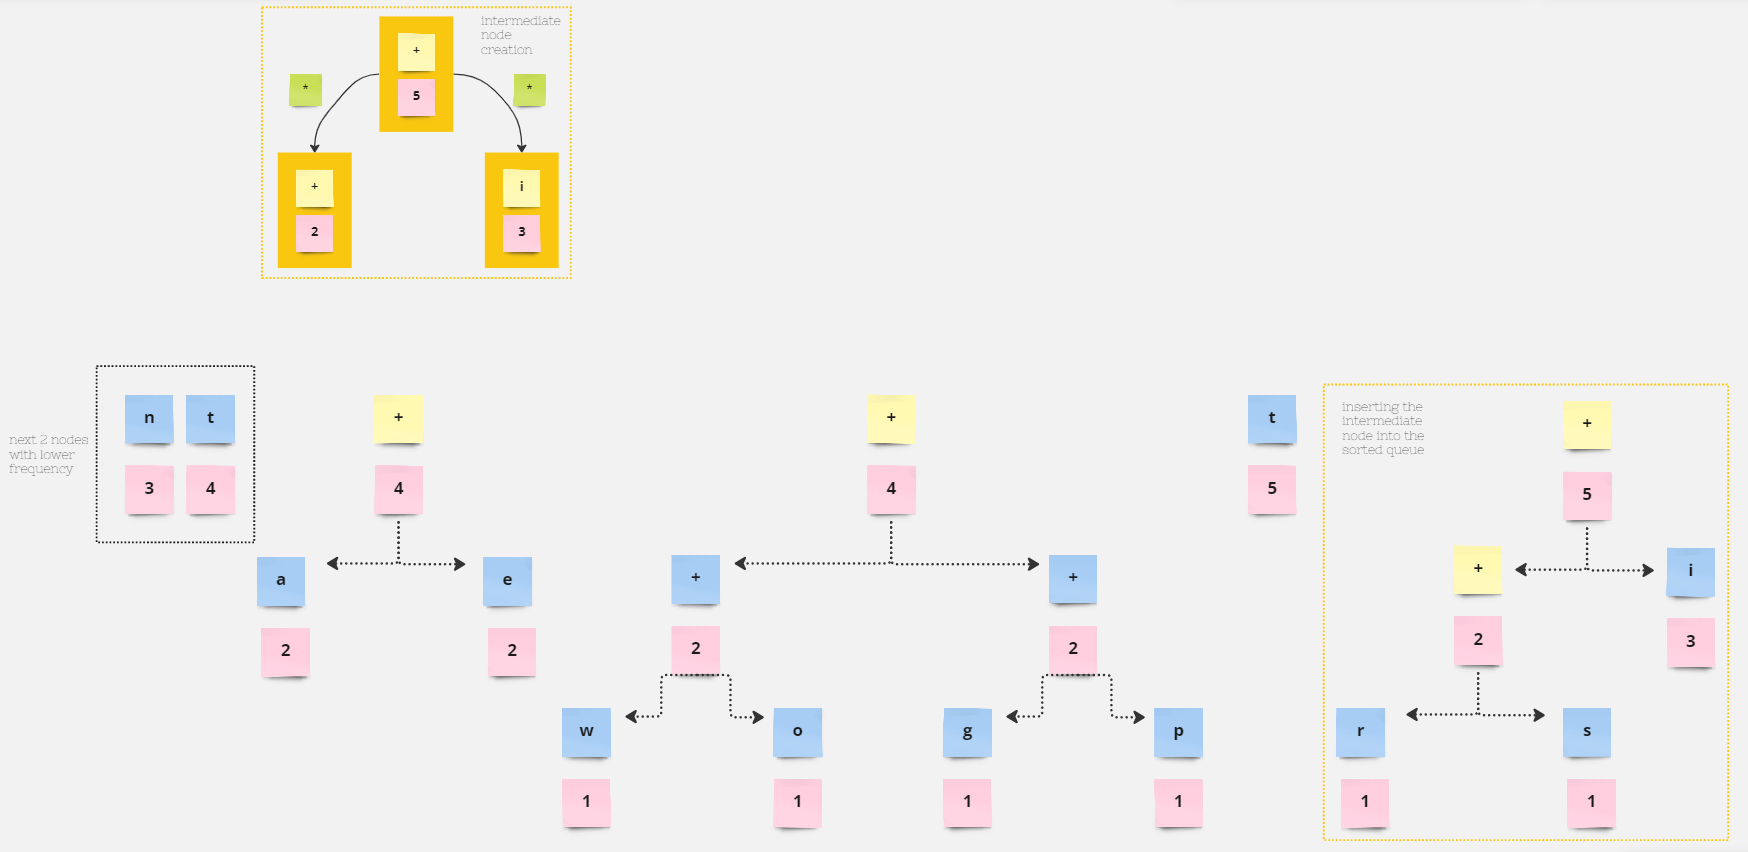 intermediate
node
creation
+
5
*
*
+
2
i
3
next 2 nodes
with lower
frequency
n t
3 4
+
4
a
2
e
2
+
4
+
2
+
2
w
1
o
1
g
1
p
1
t
5
inserting the
intermediate
node into the
sorted queue
+
5
+
2
i
3
r
1
s
1